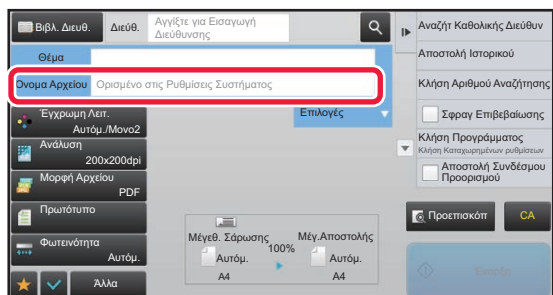 Βιβλ. Διευθ.
Διεύθ.
Αγγίξτε για Εισαγωγή
Διεύθυνσης
Θέμα
Όνομα Αρχείου
Ορισμένο στις Ρυθμίσεις Συστήματος
Έγχρωμη Λειτ.
Αυτόμ./Μονο2
Επιλογές
Ανάλυση
200x200dpi
Μορφή Αρχείου
PDF
Πρωτότυπο
Φωτεινότητα
Αυτόμ.
Άλλα
Μέγεθ. Σάρωσης
100%
Μέγ.Αποστολής
Αυτόμ.
Αυτόμ.
A4
A4
Αναζήτ Καθολικής Διεύθυν
Αποστολή Ιστορικού
Κλήση Αριθμού Αναζήτησης
Σφραγ Επιβεβαίωσης
Κλήση Προγράμματος
Κλήση Καταχωρημένων ρυθμίσεων
Αποστολή Συνδέσμου
Προορισμού
Προεπισκόπ
CA
Έναρξη